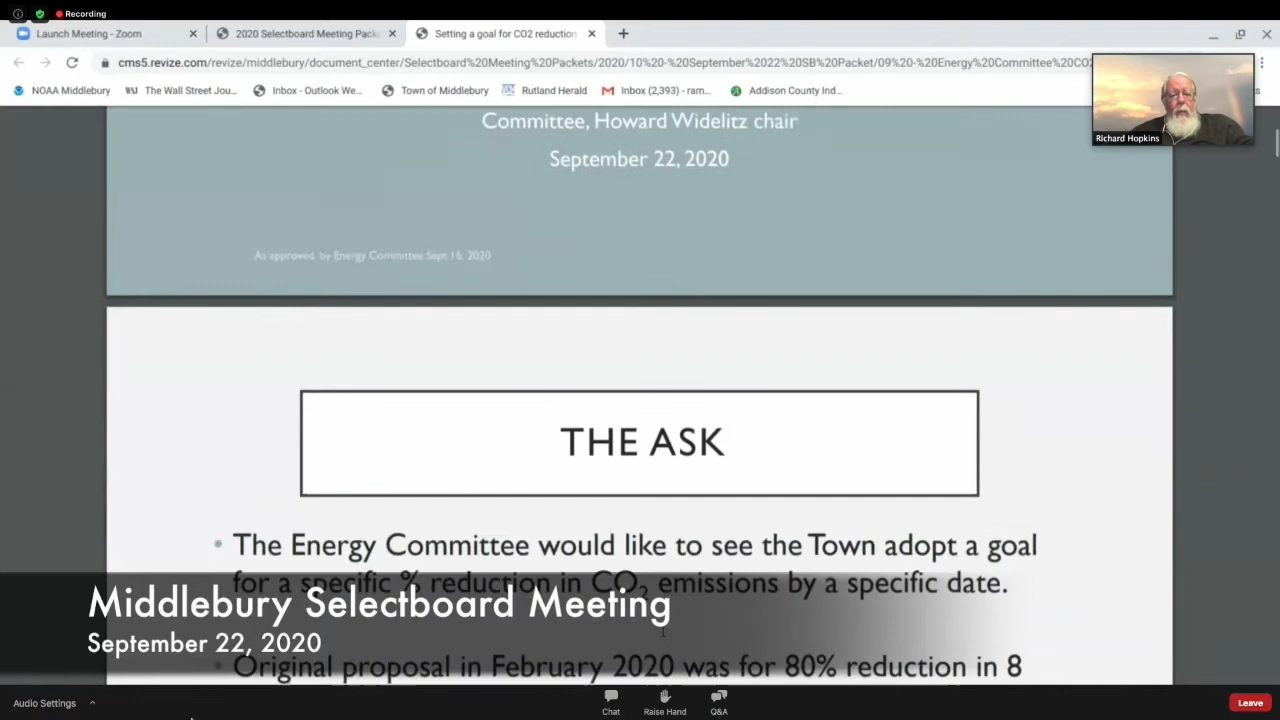 Recording
Launch Meeting - Zoom
2020 Selectboard Meeting Pack
Setting a goal for CO2 reduction
cms5.revize.com/revize/middlebury/document_center/Selectboard%20Meeting%20Packets/2020/10%20-%20September%2022%20SB%20Packet/09%20-%20Energy%20Committee%20CO
NOAA Middlebury
WSJ The Wall Street Jou...
Inbox - Outlook We...
Town of Middlebury
Rutland Herald
Inbox (2,393) - ram...
Addison County Ind...
Richard Hopkins
Committee, Howard Widelitz chair
September 22, 2020
As approved by Energy Committee Sept 16, 2020
THE ASK
• The Energy Committee would like to see the Town adopt a goal
for a specific % reduction in CO2 emissions by a specific date.
Middlebury Selectboard Meeting
September 22, 2020
• Original proposal in February 2020 was for 80% reduction in 8
Audio Settings
Chat
Raise Hand
Q&A
Leave